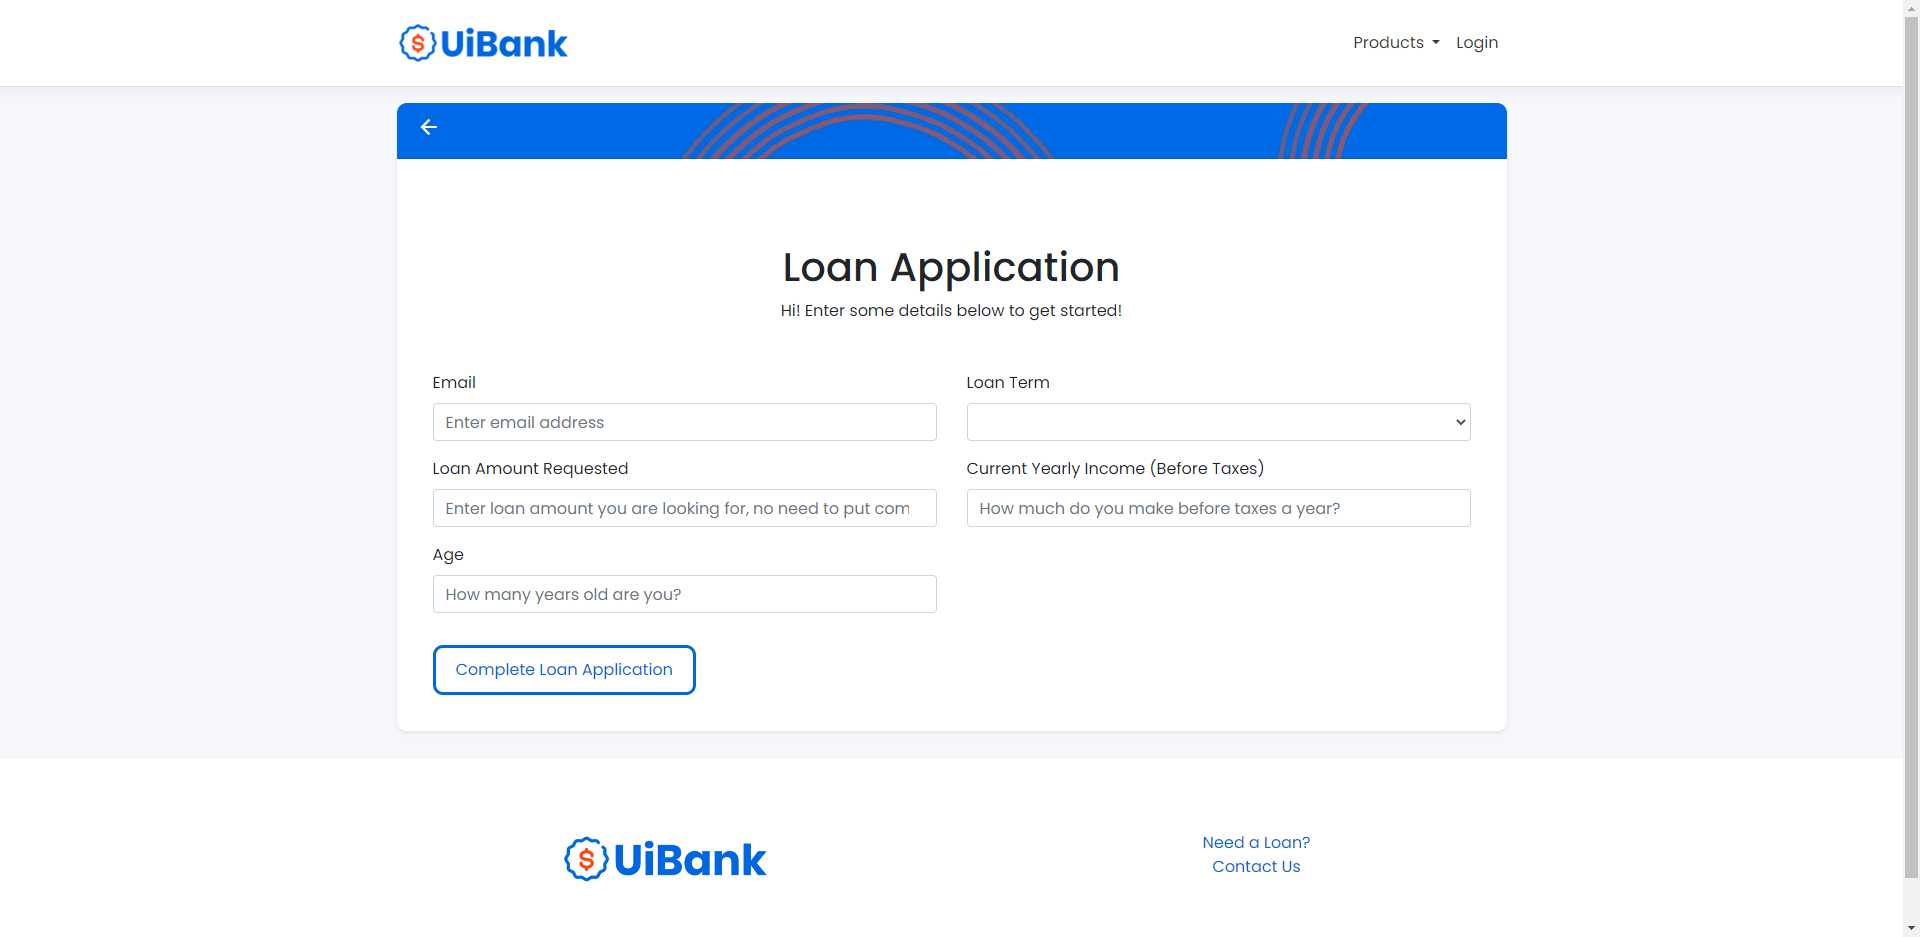 UiBank
Products
Login
Loan Application
Hi! Enter some details below to get started!
Email
Enter email address
Loan Term
Loan Amount Requested
Enter loan amount you are looking for, no need to put com
Current Yearly Income (Before Taxes)
How much do you make before taxes a year?
Age
How many years old are you?
Complete Loan Application
UiBank
Need a Loan?
Contact Us